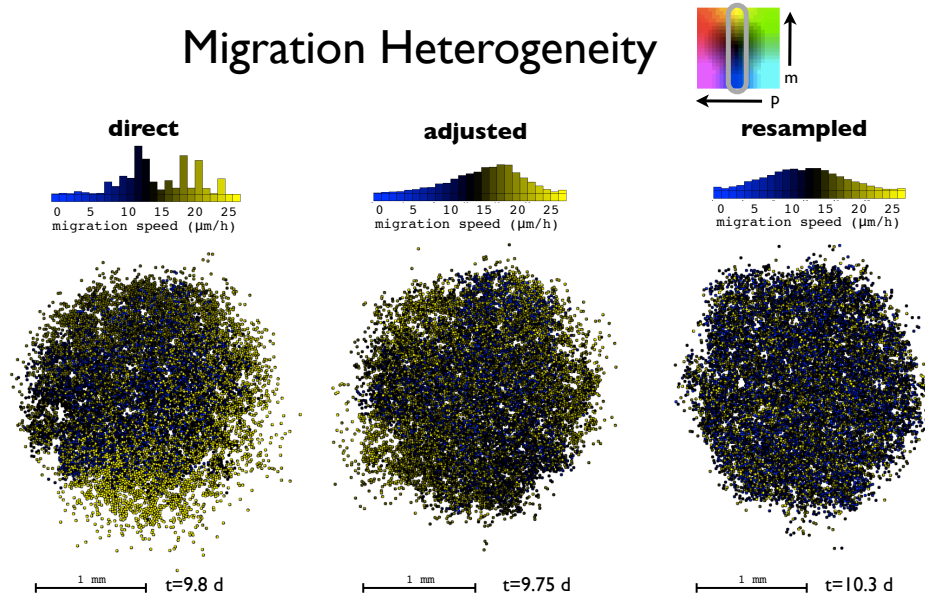 Migration Heterogeneity
m
p
direct
adjusted
resampled
0 5 10 15 20 25
migration speed (µm/h)
0 5 10 15 20 25
migration speed (µm/h)
0 5 10 15 20 25
migration speed (µm/h)
1 mm
t=9.8 d
1 mm
t=9.75 d
1 mm
t=10.3 d